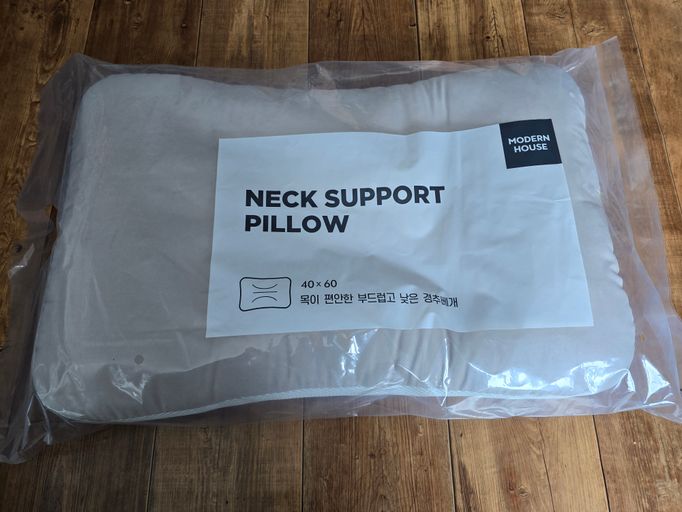 MODERN
HOUSE
NECK SUPPORT
PILLOW
40×60
목이 편안한 부드럽고 낮은 경추베개